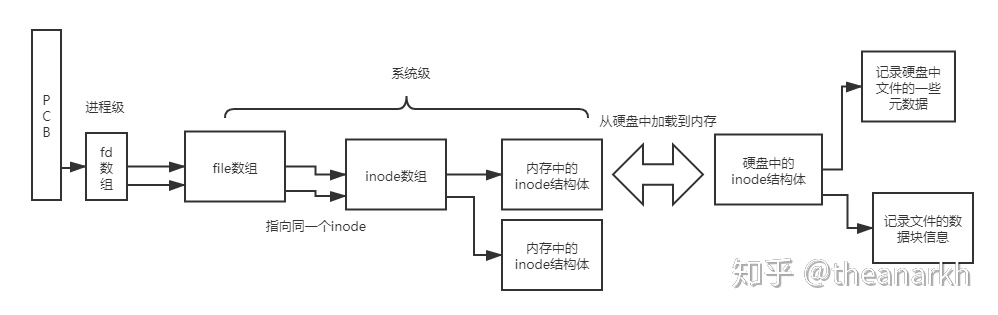 P
C
B
进程级
fd
数
组
系统级
file数组
指向同一个inode
inode数组
内存中的
inode结构体
内存中的
inode结构体
从硬盘中加载到内存
硬盘中的
inode结构体
记录硬盘中
文件的一些
元数据
记录文件的数
据块信息
知乎 @theanarkh